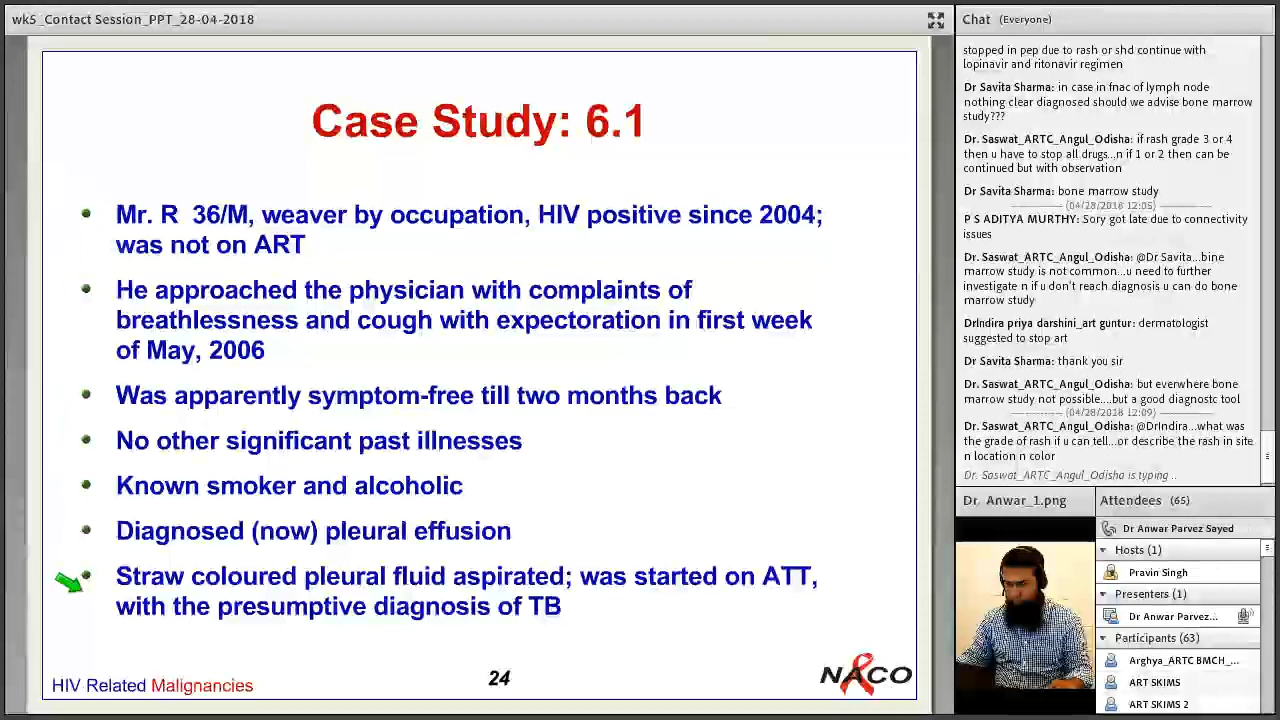 wk5_Contact Session_PPT_28-04-2018
Case Study: 6.1
Mr. R 36/M, weaver by occupation, HIV positive since 2004;
was not on ART
He approached the physician with complaints of
breathlessness and cough with expectoration in first week
of May, 2006
Was apparently symptom-free till two months back
No other significant past illnesses
Known smoker and alcoholic
Diagnosed (now) pleural effusion
Straw coloured pleural fluid aspirated; was started on ATT,
with the presumptive diagnosis of TB
HIV Related Malignancies
24
NACO
Chat (Everyone)
stopped in pep due to rash or shd continue with
lopinavir and ritonavir regimen
Dr Savita Sharma: in case in fnac of lymph node
nothing clear diagnosed should we advise bone marrow
study???
Dr. Saswat_ARTC_Angul_Odisha: if rash grade 3 or 4
then u have to stop all drugs...n if 1 or 2 then can be
continued but with observation
Dr Savita Sharma: bone marrow study
(04/28/2018 12:05)
P S ADITYA MURTHY: Sory got late due to connectivity
issues
Dr. Saswat_ARTC_Angul_Odisha: @Dr Savita...bine
marrow study is not common...u need to further
investigate n if u don't reach diagnosis u can do bone
marrow study
DrIndira priya darshini_art guntur: dermatologist
suggested to stop art
Dr Savita Sharma: thank you sir
Dr. Saswat_ARTC_Angul_Odisha: but everwhere bone
marrow study not possible....but a good diagnostc tool
(04/28/2018 12:09)
Dr. Saswat_ARTC_Angul_Odisha: @DrIndira...what was
the grade of rash if u can tell...or describe the rash in site
n location n color
Dr. Saswat_ARTC_Angul_Odisha is typing ..
Dr. Anwar_1.png
Attendees (65)
Dr Anwar Parvez Sayed
Hosts (1)
Pravin Singh
Presenters (1)
Dr Anwar Parvez...
Participants (63)
Arghya_ARTC BMCH_...
ART SKIMS
ART SKIMS 2